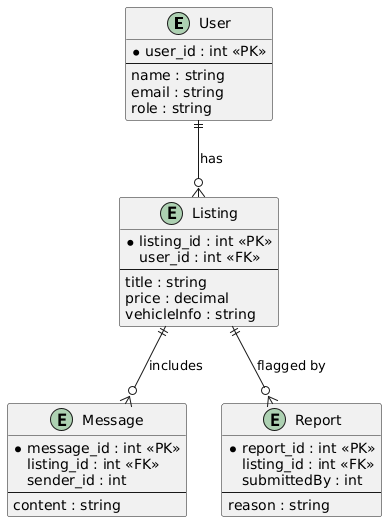 E User
* user_id : int «PK»
name : string
email : string
role : string
has
E Listing
* listing_id : int «PK»
user_id : int «FK»
title : string
price : decimal
vehicleInfo : string
includes
flagged by
E Message
* message_id : int «PK»
listing_id : int «FK»
sender_id : int
content : string
E Report
* report_id : int «PK»
listing_id : int «FK»
submittedBy : int
reason : string